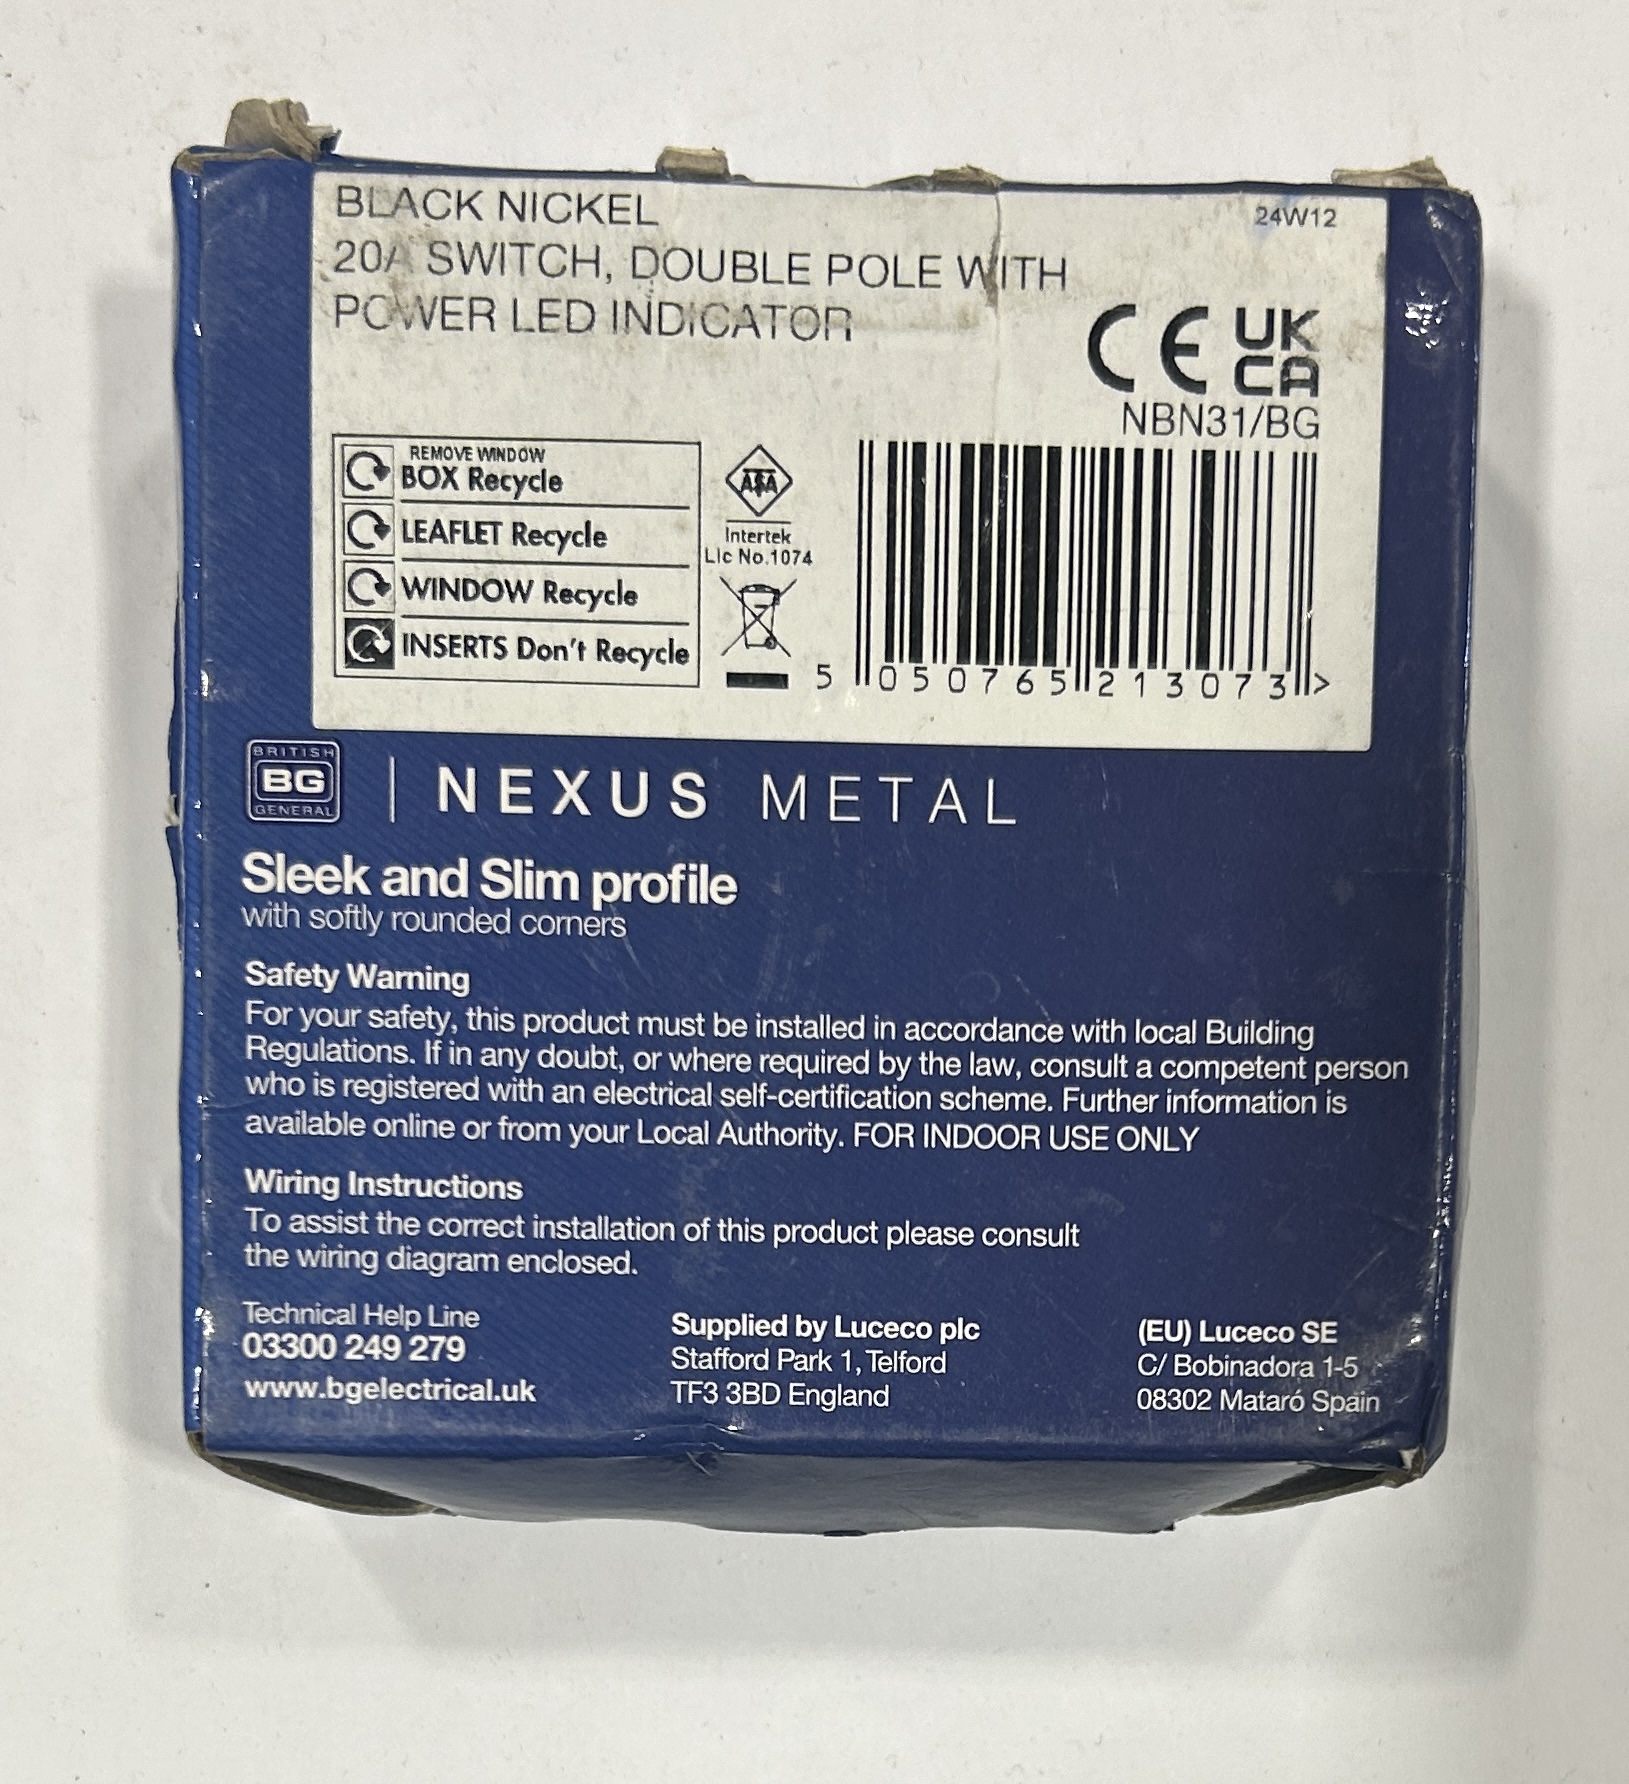 BLACK NICKEL
24W12
20A SWITCH, DOUBLE POLE WITH
POWER LED INDICATOR
CE UK
CA
NBN31/BG
REMOVE WINDOW
BOX Recycle
LEAFLET Recycle
WINDOW Recycle
INSERTS Don't Recycle
ASTA
Intertek
Lic No.1074
5 050765 213073 >
BRITISH
BG
GENERAL
NEXUS METAL
Sleek and Slim profile
with softly rounded corners
Safety Warning
For your safety, this product must be installed in accordance with local Building
Regulations. If in any doubt, or where required by the law, consult a competent person
who is registered with an electrical self-certification scheme. Further information is
available online or from your Local Authority. FOR INDOOR USE ONLY
Wiring Instructions
To assist the correct installation of this product please consult
the wiring diagram enclosed.
Technical Help Line
03300 249 279
www.bgelectrical.uk
Supplied by Luceco plc
Stafford Park 1, Telford
TF3 3BD England
(EU) Luceco SE
C/ Bobinadora 1-5
08302 Mataró Spain